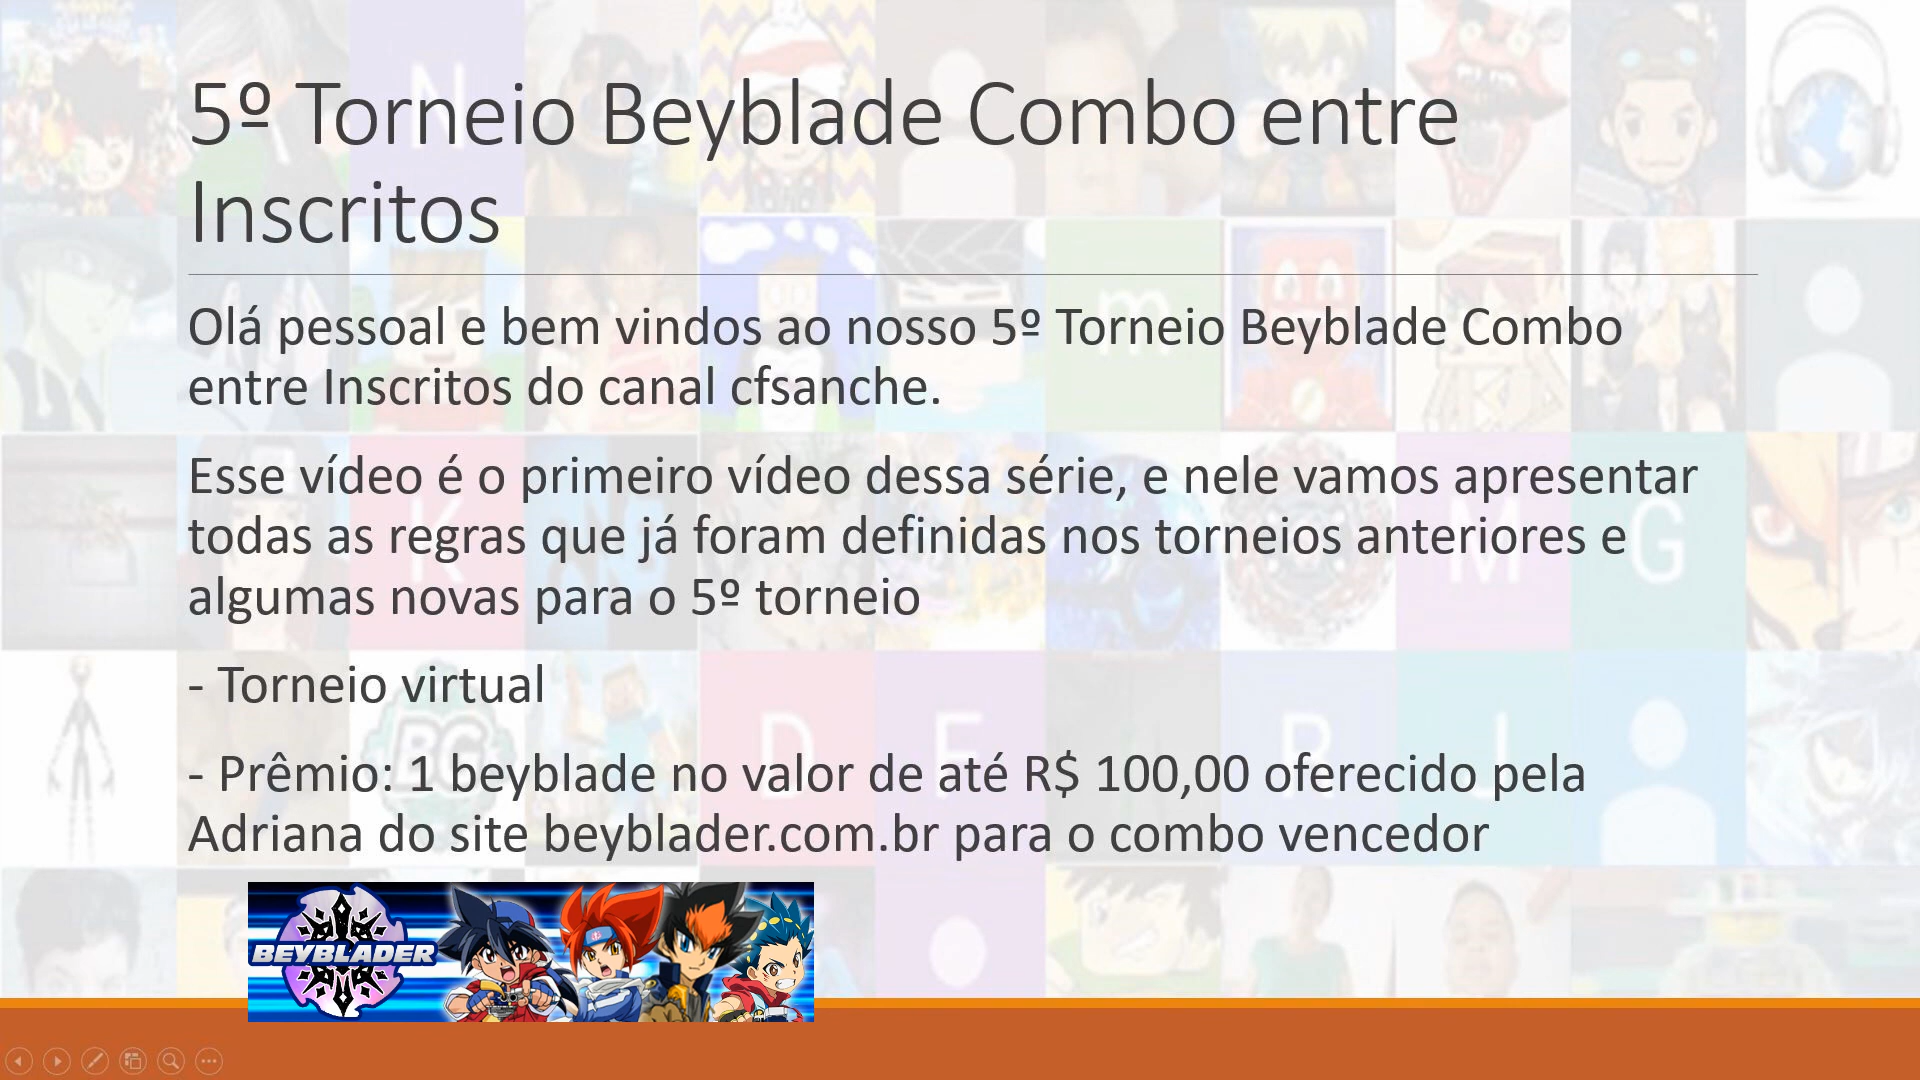 5º Torneio Beyblade Combo entre
Inscritos
Olá pessoal e bem vindos ao nosso 5º Torneio Beyblade Combo
entre Inscritos do canal cfsanche.
Esse vídeo é o primeiro vídeo dessa série, e nele vamos apresentar
todas as regras que já foram definidas nos torneios anteriores e
algumas novas para o 5º torneio
- Torneio virtual
- Prêmio: 1 beyblade no valor de até R$ 100,00 oferecido pela
Adriana do site beyblader.com.br para o combo vencedor
BEYBLADER
N
m
K
M
G
BG
D
F
R
L